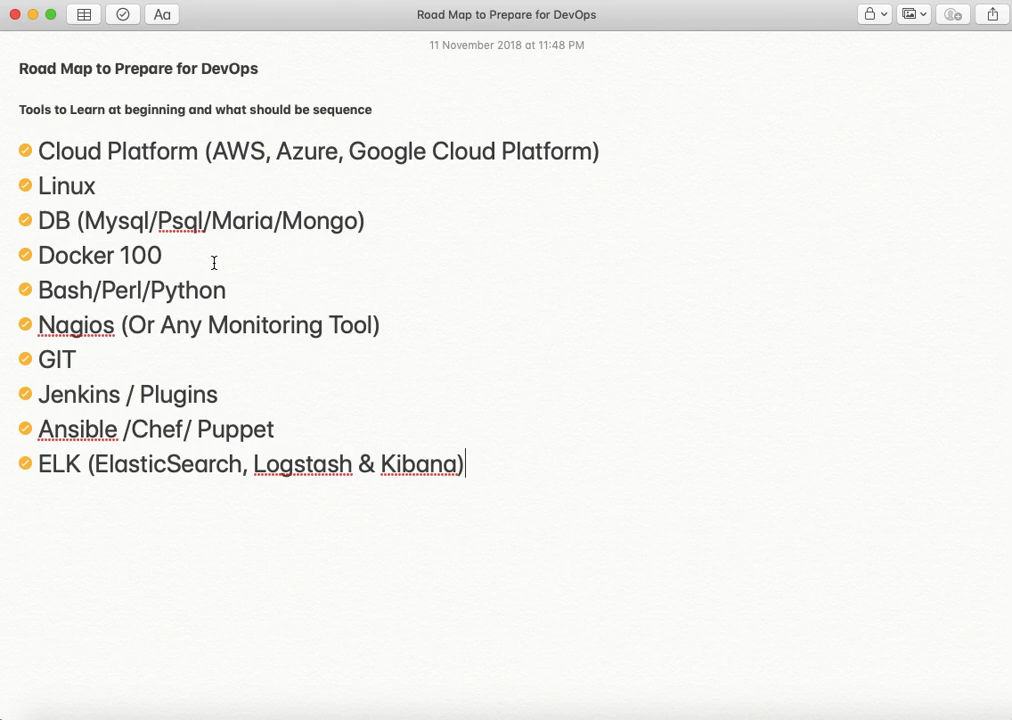 Aa
Road Map to Prepare for DevOps
11 November 2018 at 11:48 PM
Road Map to Prepare for DevOps
Tools to Learn at beginning and what should be sequence
Cloud Platform (AWS, Azure, Google Cloud Platform)
Linux
DB (Mysql/Psql/Maria/Mongo)
Docker 100
Bash/Perl/Python
Nagios (Or Any Monitoring Tool)
GIT
Jenkins / Plugins
Ansible /Chef/ Puppet
ELK (ElasticSearch, Logstash & Kibana)